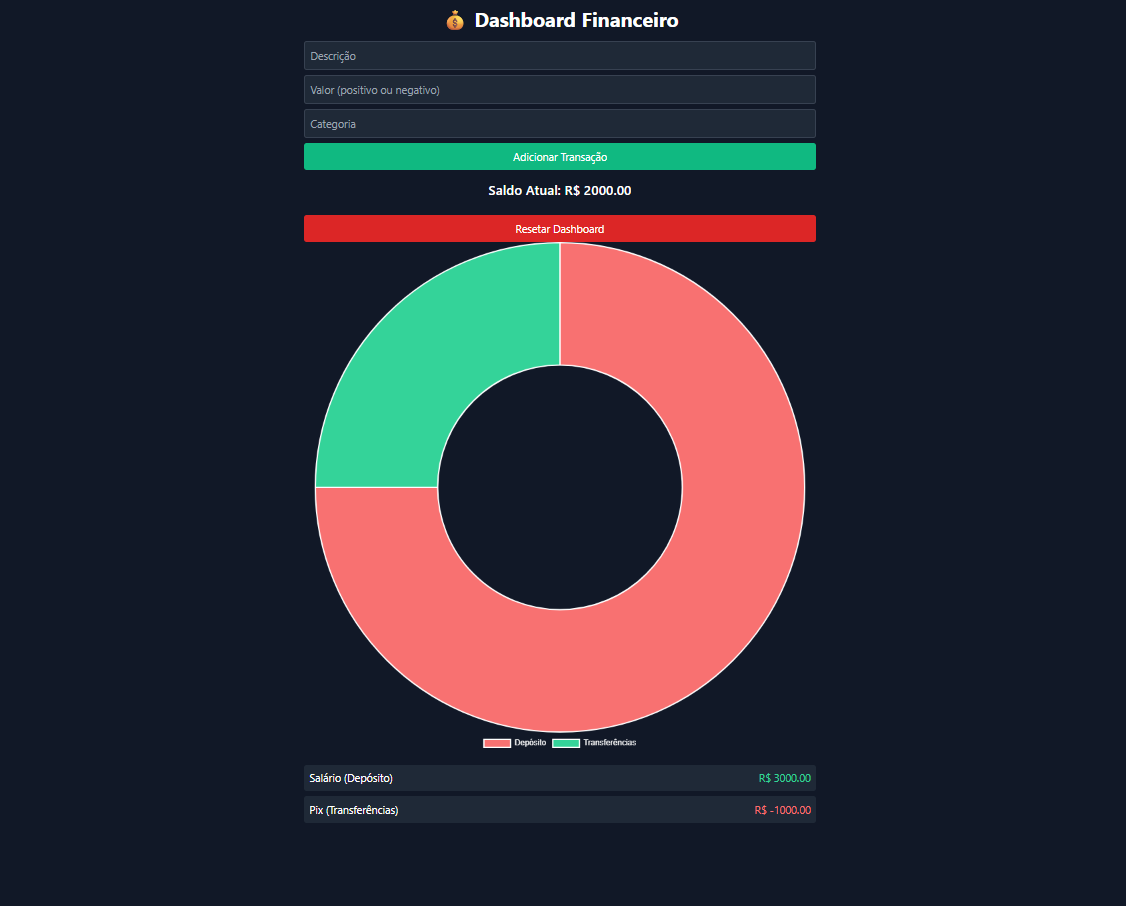 💰 Dashboard Financeiro
Descrição
Valor (positivo ou negativo)
Categoria
Adicionar Transação
Saldo Atual: R$ 2000.00
Resetar Dashboard
Depósito Transferências
Salário (Depósito) R$ 3000.00
Pix (Transferências) R$ -1000.00